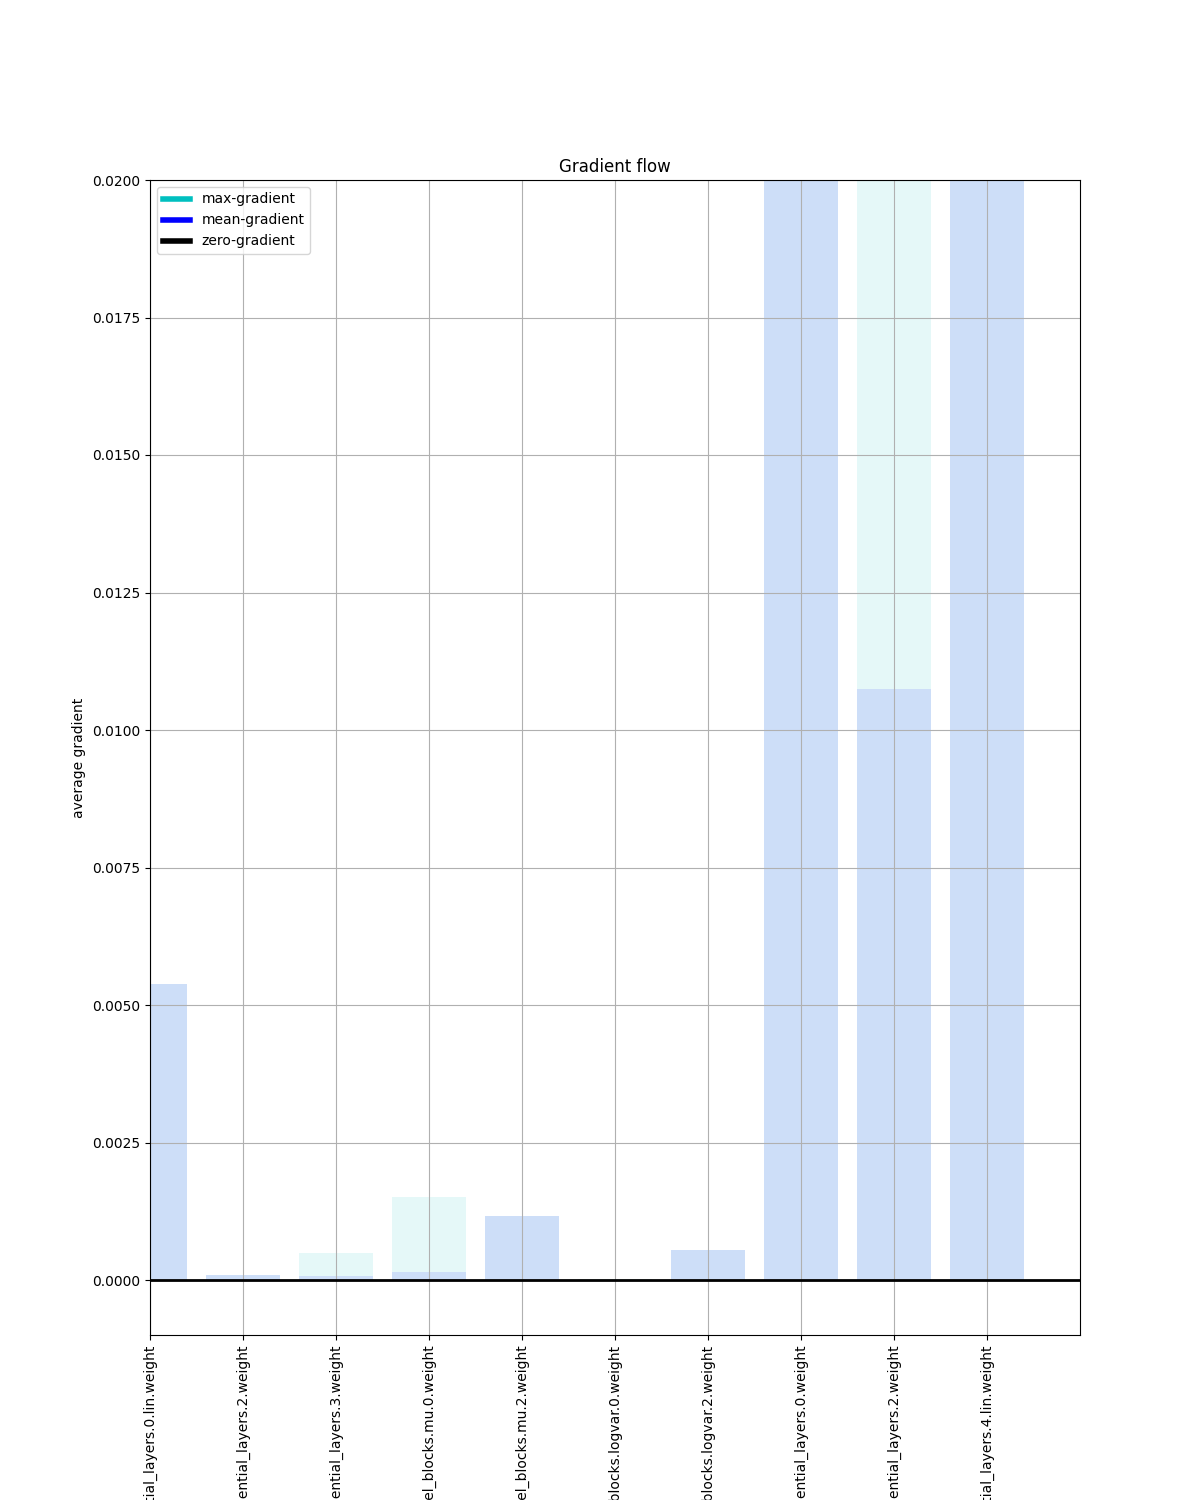 Gradient flow
max-gradient
mean-gradient
zero-gradient
0.0200
0.0175
0.0150
0.0125
0.0100
0.0075
0.0050
0.0025
0.0000
average gradient
tial_layers.0.lin.weight
ential_layers.2.weight
ential_layers.3.weight
el_blocks.mu.0.weight
el_blocks.mu.2.weight
blocks.logvar.0.weight
blocks.logvar.2.weight
ential_layers.0.weight
ential_layers.2.weight
tial_layers.4.lin.weight